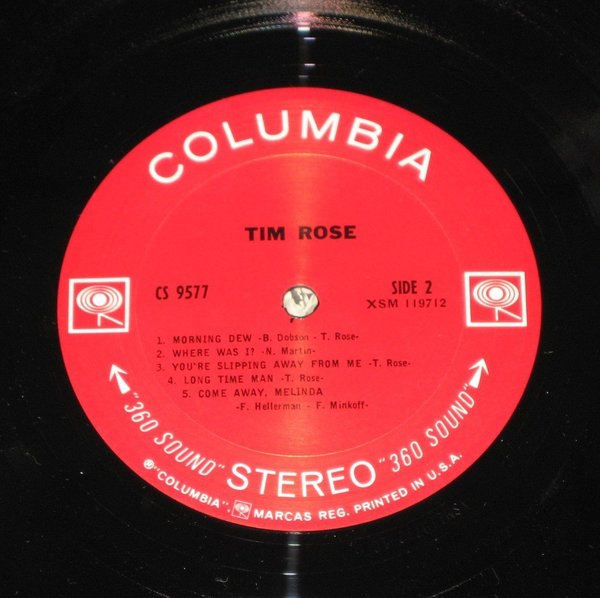 COLUMBIA
TIM ROSE
CS 9577
SIDE 2
XSM 119712
1. MORNING DEW -B. Dobson - T. Rose-
2. WHERE WAS I? -N. Martin-
3. YOU'RE SLIPPING AWAY FROM ME -T. Rose-
4. LONG TIME MAN -T. Rose-
5. COME AWAY, MELINDA
-F. Hellerman - F. Minkoff-
"360 SOUND" STEREO "360 SOUND"
® "COLUMBIA", MARCAS REG. PRINTED IN U.S.A.